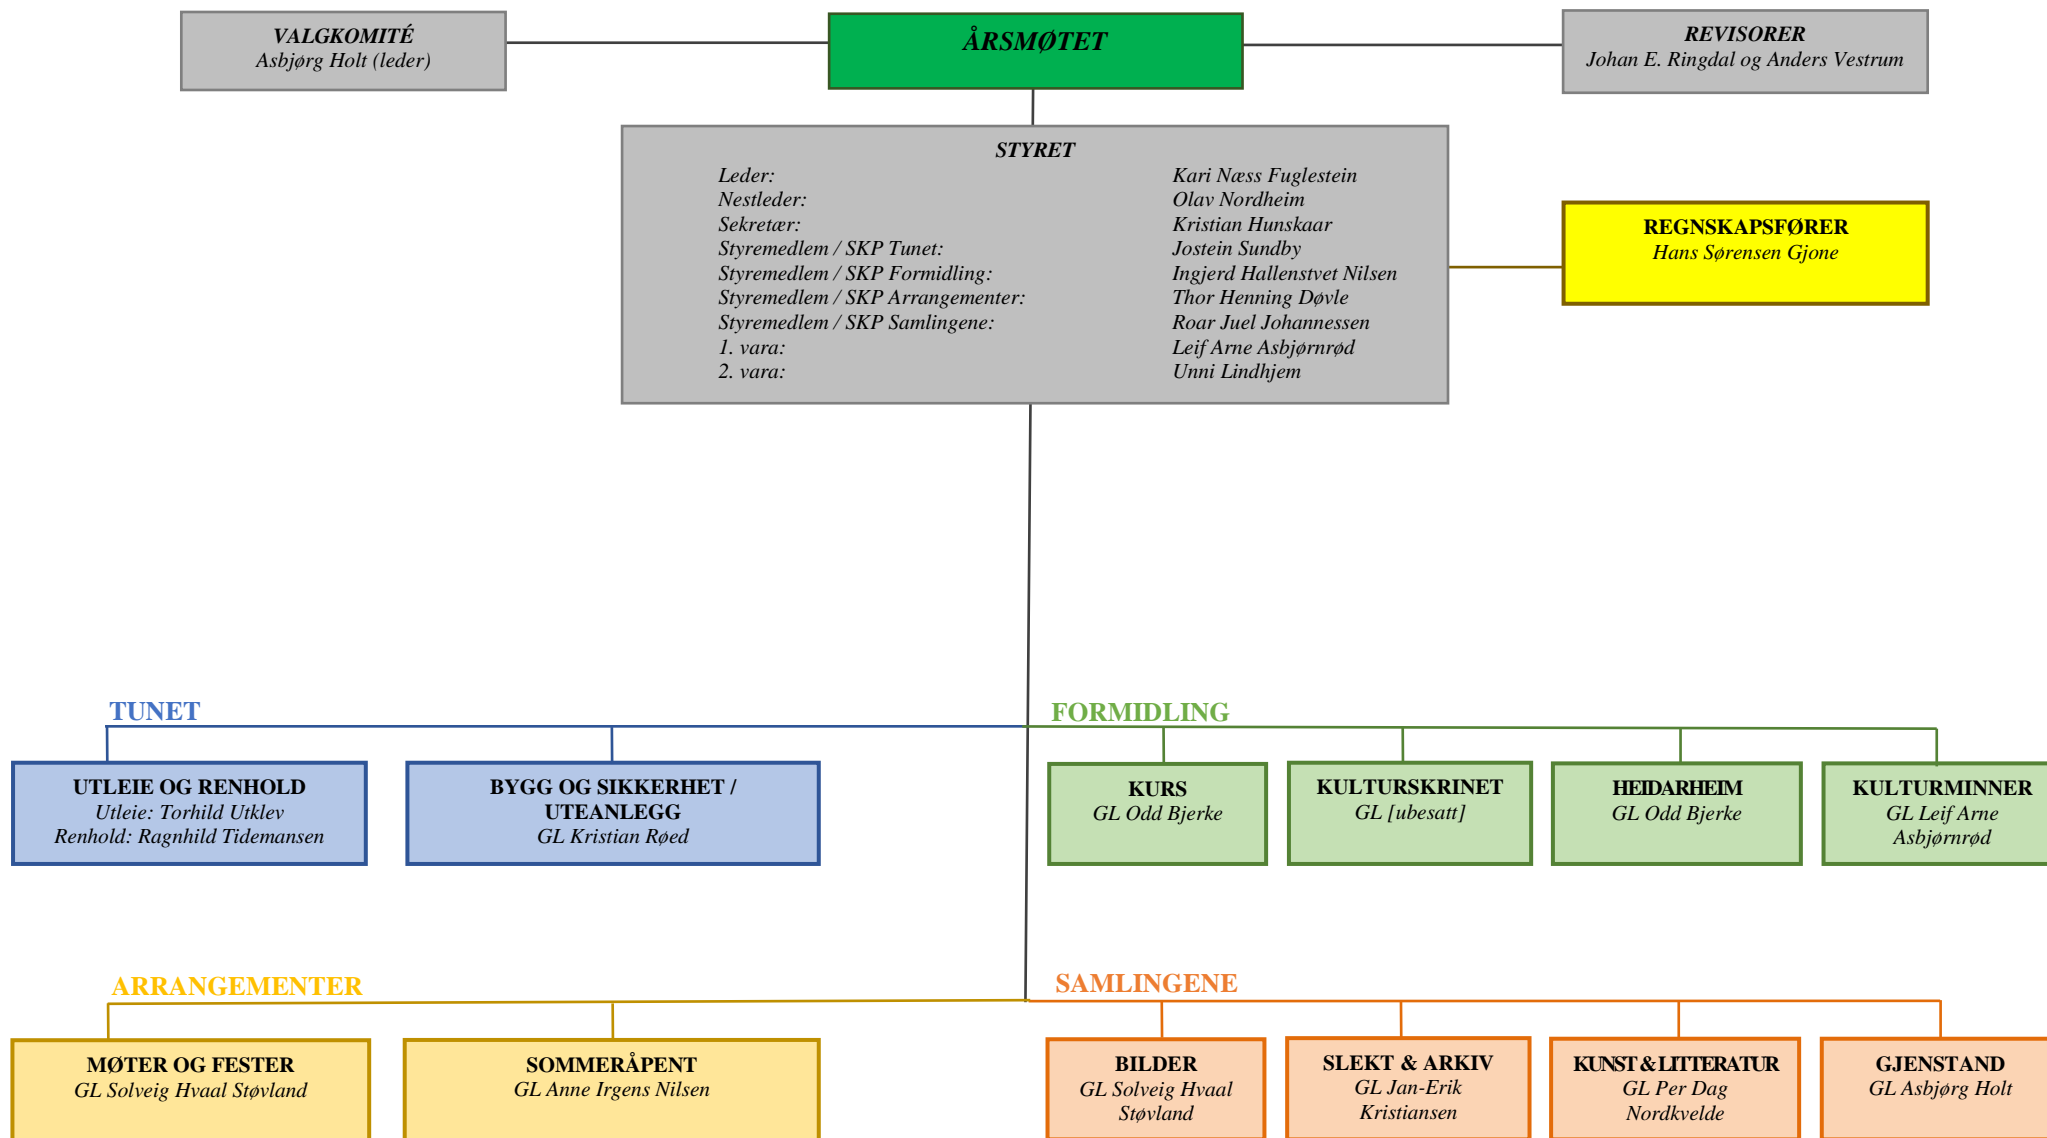 VALGKOMITÉ
Asbjørg Holt (leder)
ÅRSMØTET
REVISORER
Johan E. Ringdal og Anders Vestrum
STYRET
Leder: Kari Næss Fuglestein
Nestleder: Olav Nordheim
Sekretær: Kristian Hunskaar
Styremedlem / SKP Tunet: Jostein Sundby
Styremedlem / SKP Formidling: Ingjerd Hallenstvet Nilsen
Styremedlem / SKP Arrangementer: Thor Henning Døvle
Styremedlem / SKP Samlingene: Roar Juel Johannessen
1. vara: Leif Arne Asbjørnrød
2. vara: Unni Lindhjem
REGNSKAPSFØRER
Hans Sørensen Gjone
TUNET
UTLEIE OG RENHOLD
Utleie: Torhild Utklev
Renhold: Ragnhild Tidemansen
BYGG OG SIKKERHET /
UTEANLEGG
GL Kristian Røed
FORMIDLING
KURS
GL Odd Bjerke
KULTURSKRINET
GL [ubesatt]
HEIDARHEIM
GL Odd Bjerke
KULTURMINNER
GL Leif Arne
Asbjørnrød
ARRANGEMENTER
MØTER OG FESTER
GL Solveig Hvaal Støvland
SOMMERÅPENT
GL Anne Irgens Nilsen
SAMLINGENE
BILDER
GL Solveig Hvaal
Støvland
SLEKT & ARKIV
GL Jan-Erik
Kristiansen
KUNST & LITTERATUR
GL Per Dag
Nordkvelde
GJENSTAND
GL Asbjørg Holt